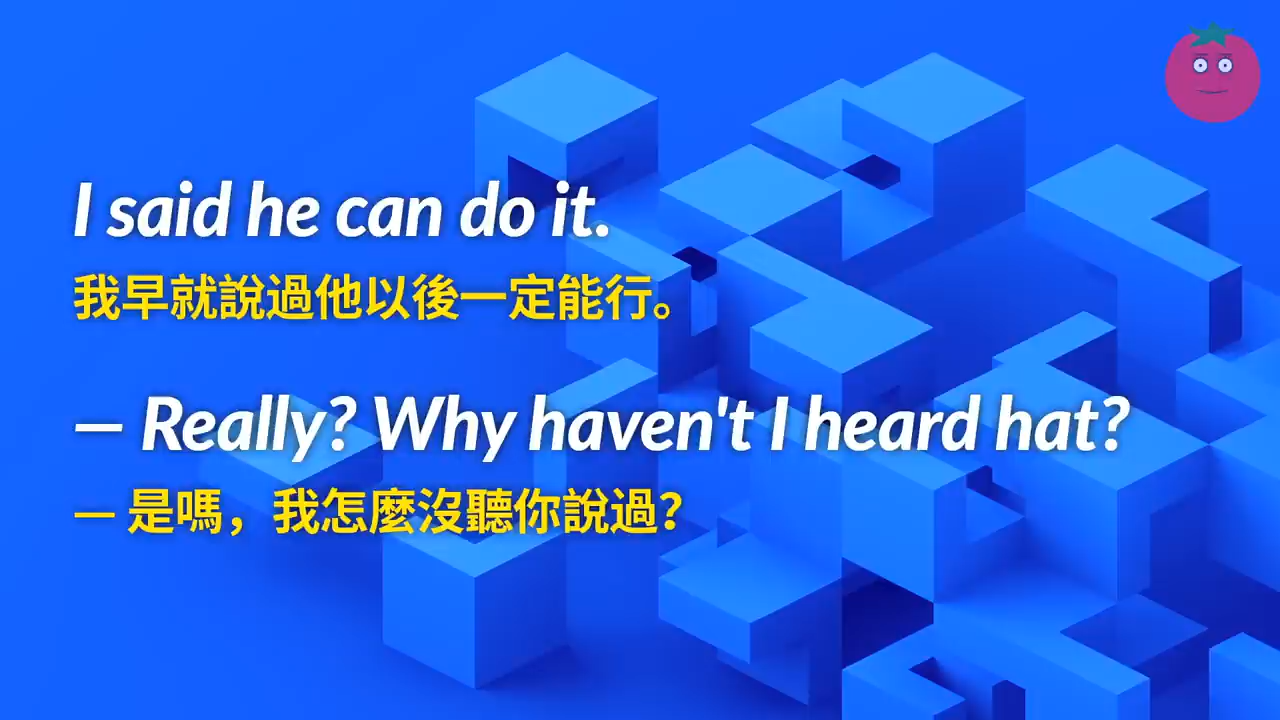 I said he can do it.
我早就說過他以後一定能行。
– Really? Why haven't I heard hat?
– 是嗎，我怎麼沒聽你說過？